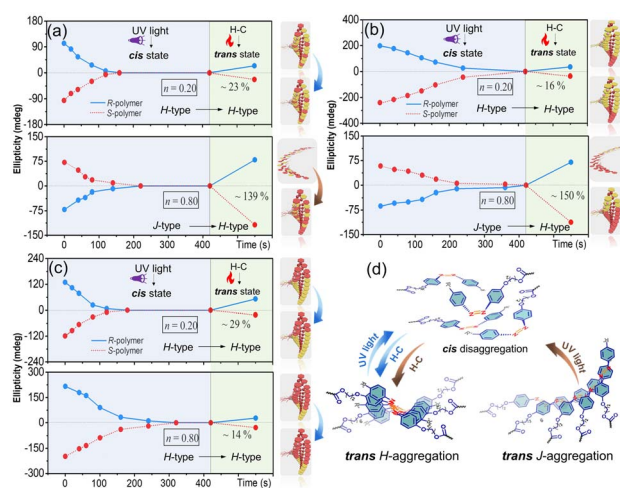 (a)
UV light
cis state
H-C
trans state
Ellipticity (mdeg)
180
90
0
-90
-180
n = 0.20
~ 23 %
R-polymer
S-polymer
H-type → H-type
Ellipticity (mdeg)
150
75
0
-75
-150
n = 0.80
~ 139 %
J-type → H-type
0 100 200 300 400 Time (s)
(b)
UV light
cis state
H-C
trans state
Ellipticity (mdeg)
400
200
0
-200
-400
n = 0.20
~ 16 %
R-polymer
S-polymer
H-type → H-type
Ellipticity (mdeg)
150
75
0
-75
-150
n = 0.80
~ 150 %
J-type → H-type
0 100 200 300 400 Time (s)
(c)
UV light
cis state
H-C
trans state
Ellipticity (mdeg)
240
120
0
-120
-240
n = 0.20
~ 29 %
R-polymer
S-polymer
H-type → H-type
Ellipticity (mdeg)
300
150
0
-150
-300
n = 0.80
~ 14 %
H-type → H-type
0 100 200 300 400 Time (s)
(d)
cis disaggregation
UV light
H-C
H-C
UV light
trans H-aggregation
trans J-aggregation